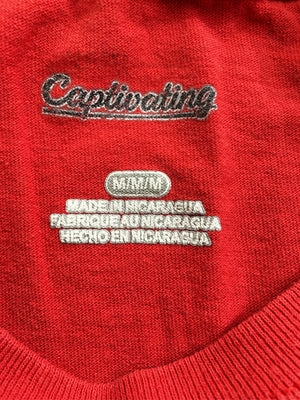 Captivating
M/M/M
MADE IN NICARAGUA
FABRIQUE AU NICARAGUA
HECHO EN NICARAGUA